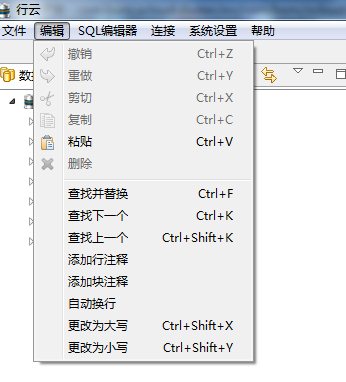 行云
文件 编辑 SQL编辑器 连接 系统设置 帮助
撤销 Ctrl+Z
重做 Ctrl+Y
剪切 Ctrl+X
复制 Ctrl+C
粘贴 Ctrl+V
删除
查找并替换 Ctrl+F
查找下一个 Ctrl+K
查找上一个 Ctrl+Shift+K
添加行注释
添加块注释
自动换行
更改为大写 Ctrl+Shift+X
更改为小写 Ctrl+Shift+Y
数据